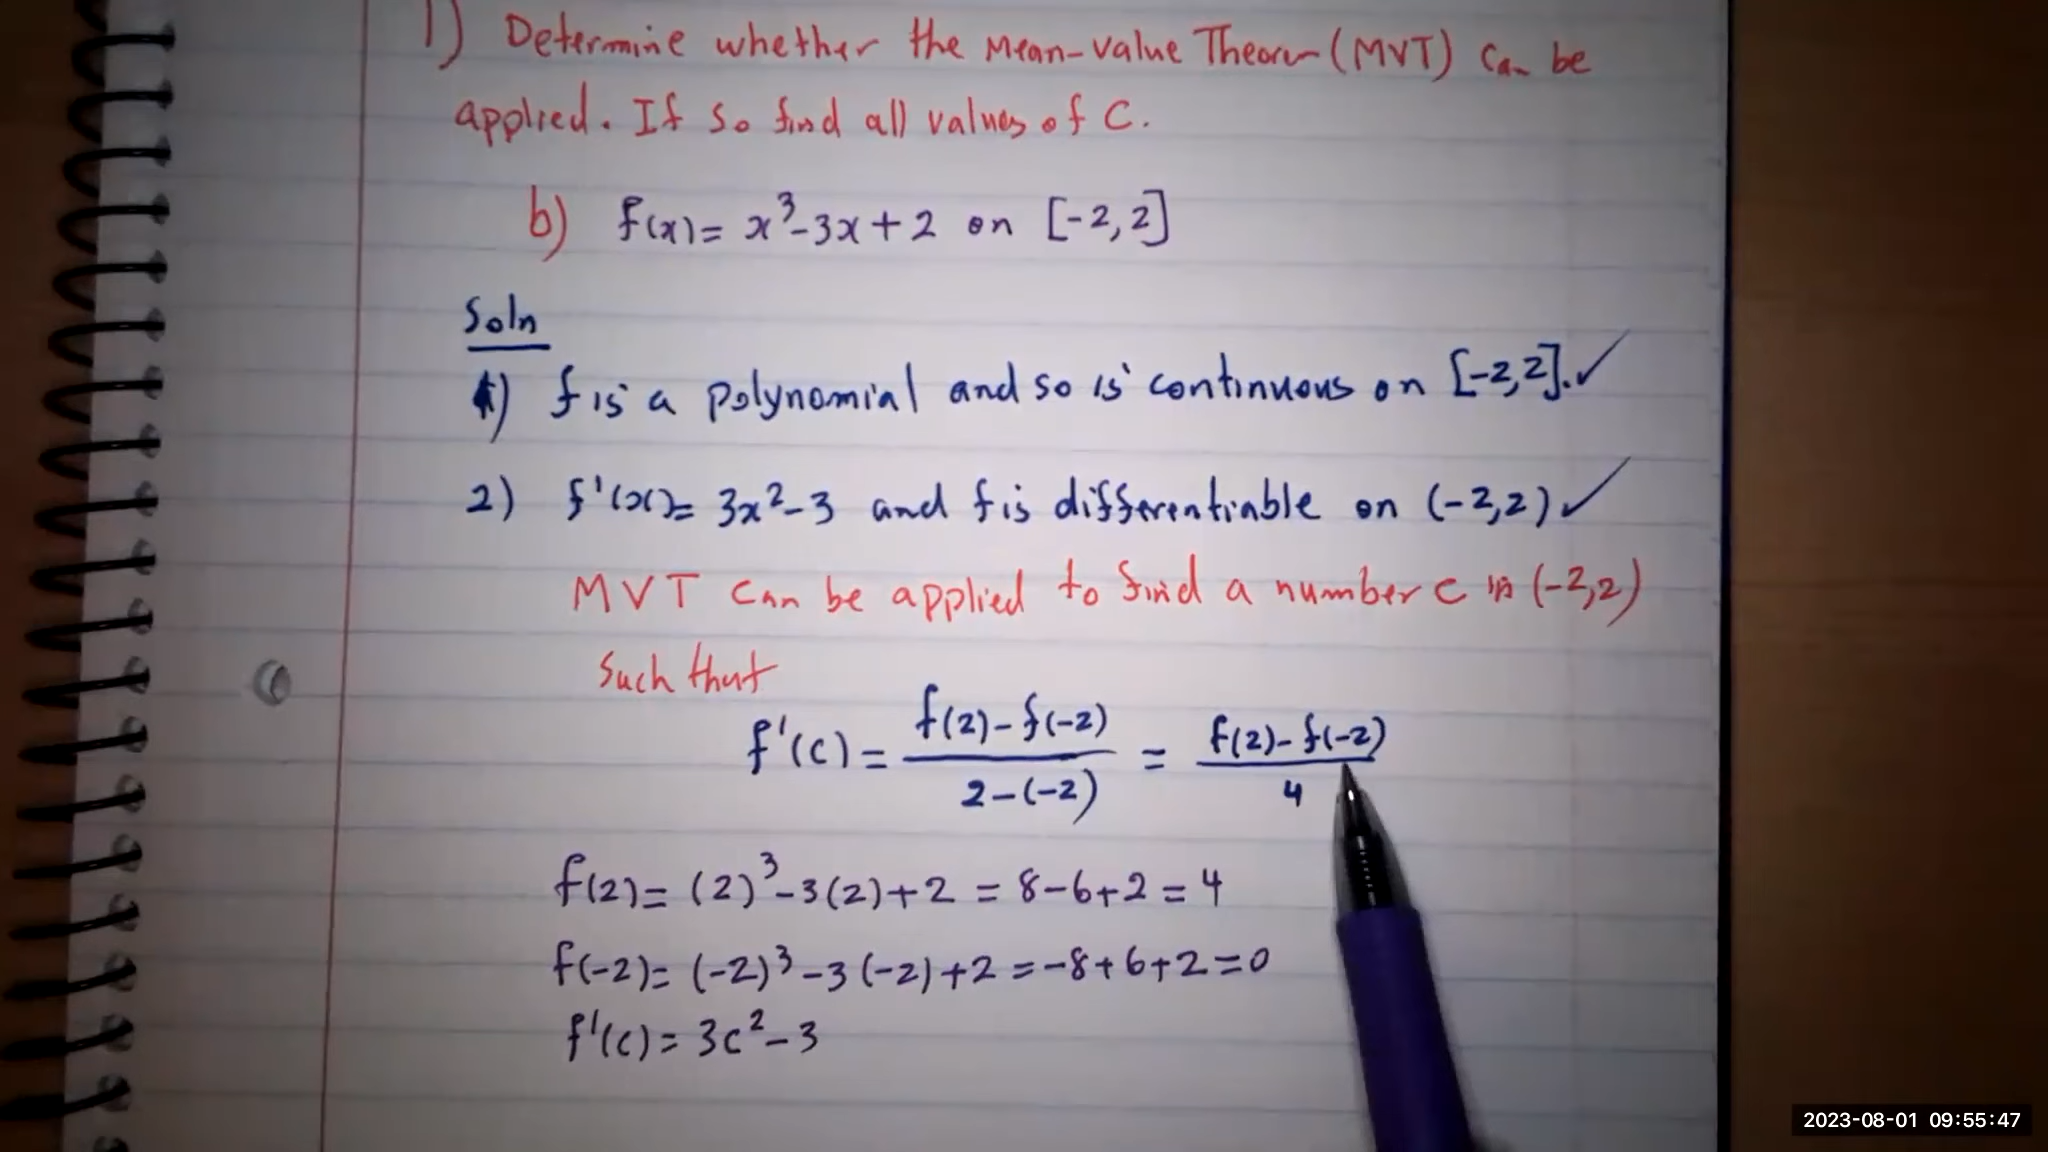 1) Determine whether the Mean-value Theorem (MVT) can be
applied. If so find all values of C.
b) f(x)= x³-3x+2 on [-2,2]
Soln
1) f is a polynomial and so is continuous on [-2,2]. ✓
2) f'(x)= 3x²-3 and f is differentiable on (-2,2) ✓
MVT can be applied to find a number c in (-2,2)
Such that
f'(c) = (f(2)-f(-2))/(2-(-2)) = (f(2)-f(-2))/4
f(2)= (2)³-3(2)+2 = 8-6+2 = 4
f(-2)= (-2)³-3(-2)+2 = -8+6+2=0
f'(c)= 3c²-3
2023-08-01 09:55:47